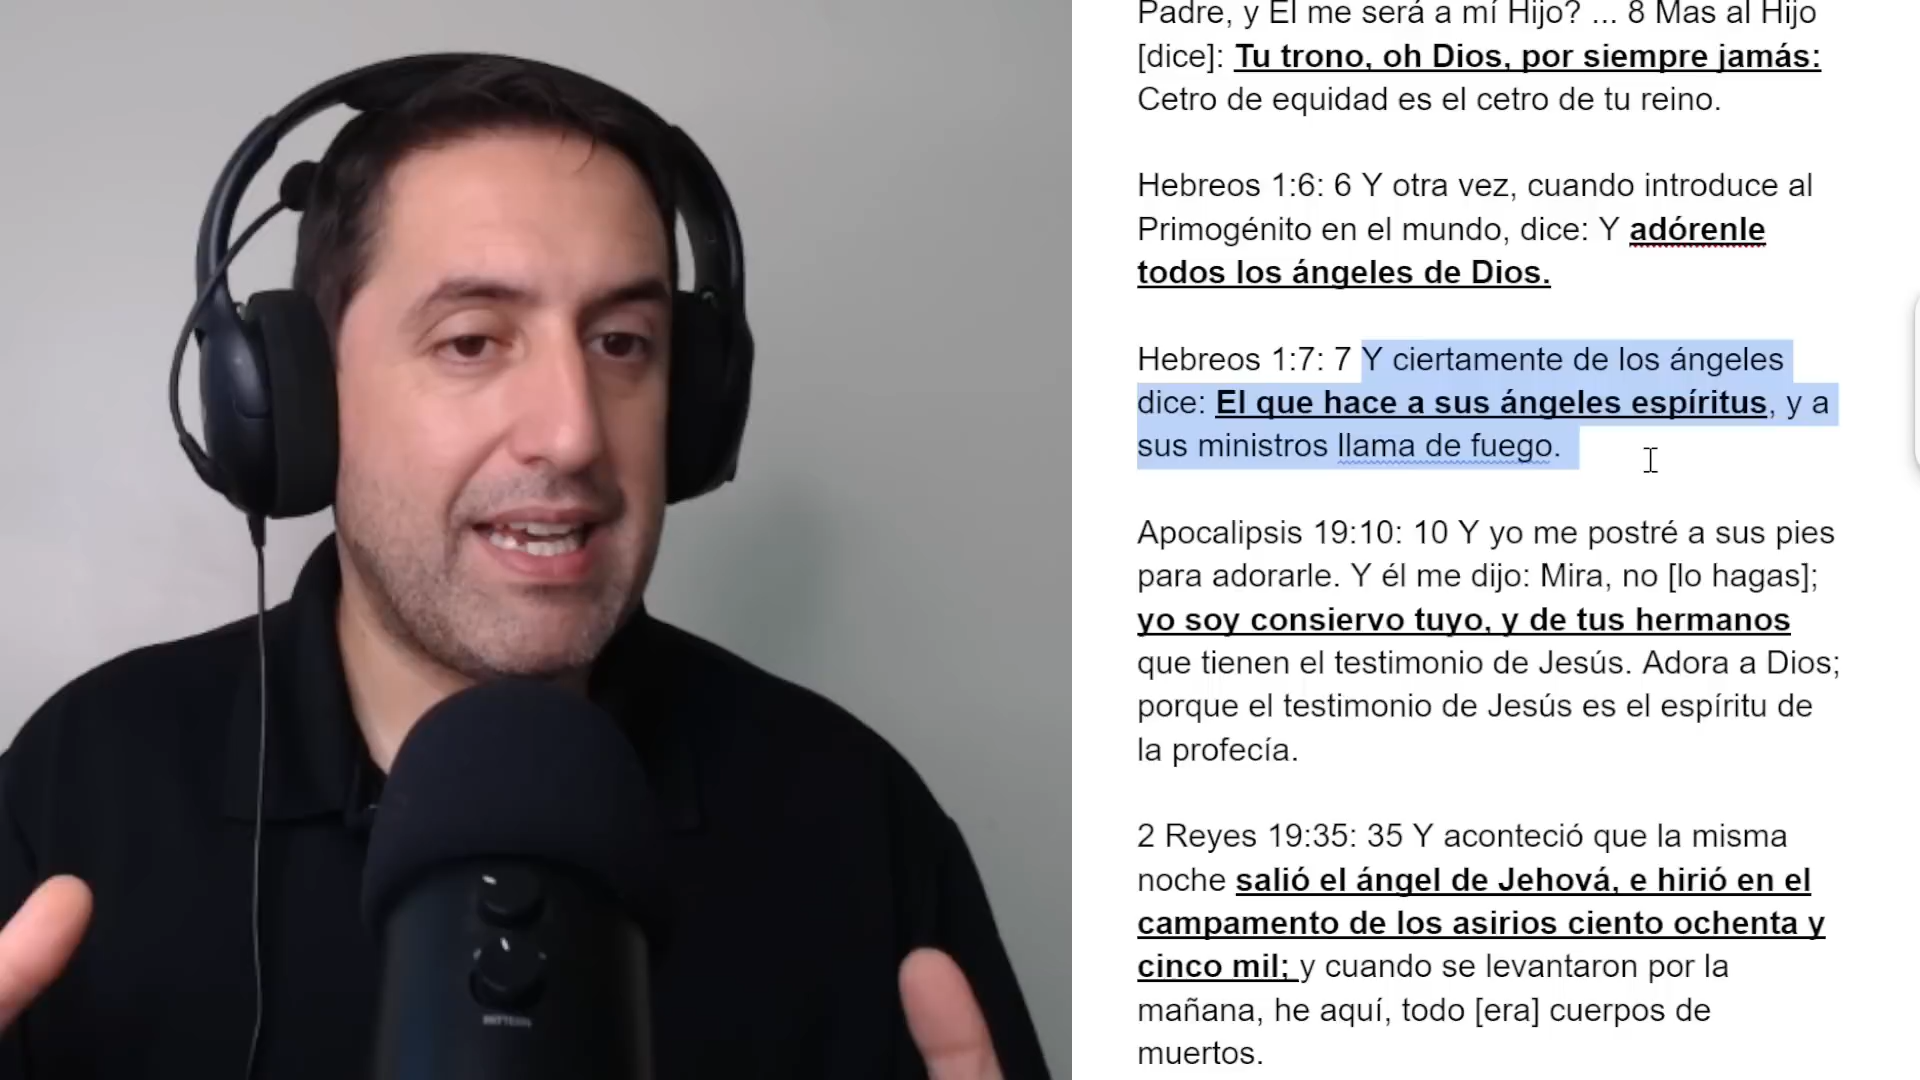 Padre, y Él me será a mí Hijo? ... 8 Mas al Hijo
[dice]: Tu trono, oh Dios, por siempre jamás:
Cetro de equidad es el cetro de tu reino.
Hebreos 1:6: 6 Y otra vez, cuando introduce al
Primogénito en el mundo, dice: Y adórenle
todos los ángeles de Dios.
Hebreos 1:7: 7 Y ciertamente de los ángeles
dice: El que hace a sus ángeles espíritus, y a
sus ministros llama de fuego.
Apocalipsis 19:10: 10 Y yo me postré a sus pies
para adorarle. Y él me dijo: Mira, no [lo hagas];
yo soy consiervo tuyo, y de tus hermanos
que tienen el testimonio de Jesús. Adora a Dios;
porque el testimonio de Jesús es el espíritu de
la profecía.
2 Reyes 19:35: 35 Y aconteció que la misma
noche salió el ángel de Jehová, e hirió en el
campamento de los asirios ciento ochenta y
cinco mil; y cuando se levantaron por la
mañana, he aquí, todo [era] cuerpos de
muertos.
PATTERN